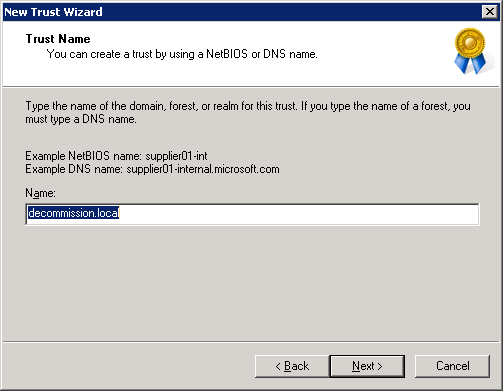 New Trust Wizard
Trust Name
You can create a trust by using a NetBIOS or DNS name.
Type the name of the domain, forest, or realm for this trust. If you type the name of a forest, you
must type a DNS name.
Example NetBIOS name: supplier01-int
Example DNS name: supplier01-internal.microsoft.com
Name:
decommission.local
< Back
Next >
Cancel